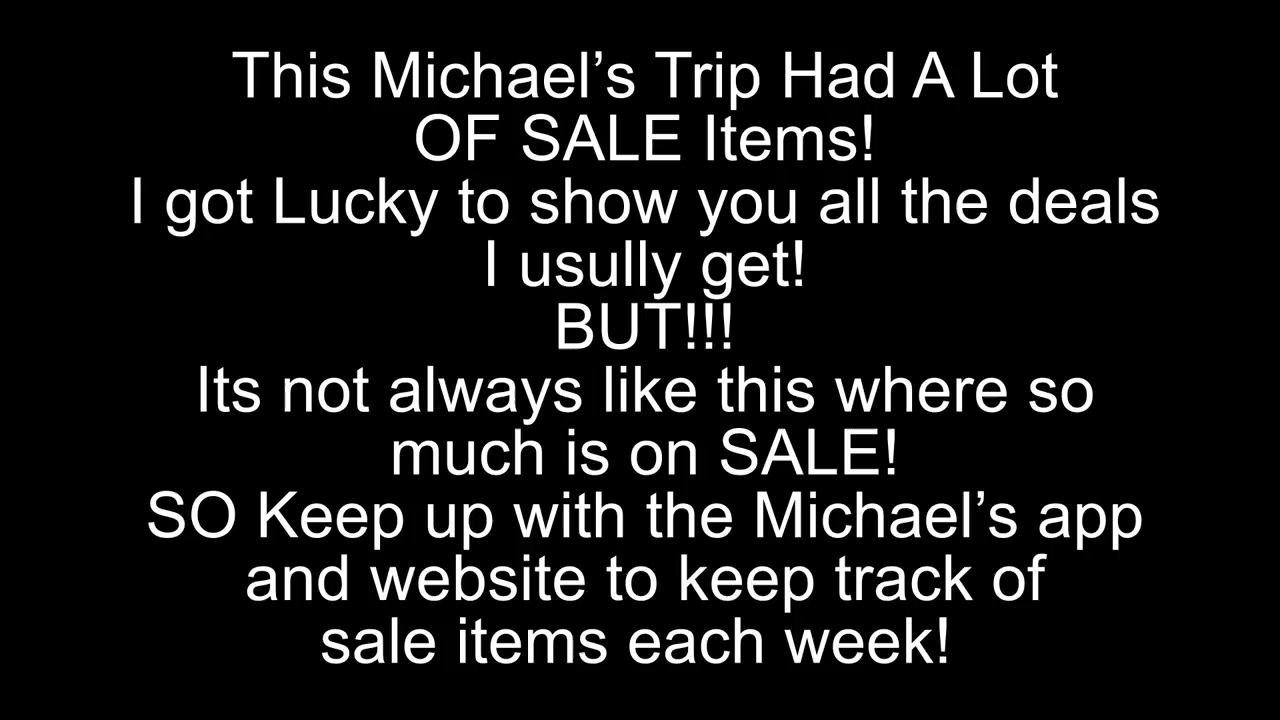 This Michael’s Trip Had A Lot
OF SALE Items!
I got Lucky to show you all the deals
I usully get!
BUT!!!
Its not always like this where so
much is on SALE!
SO Keep up with the Michael’s app
and website to keep track of
sale items each week!